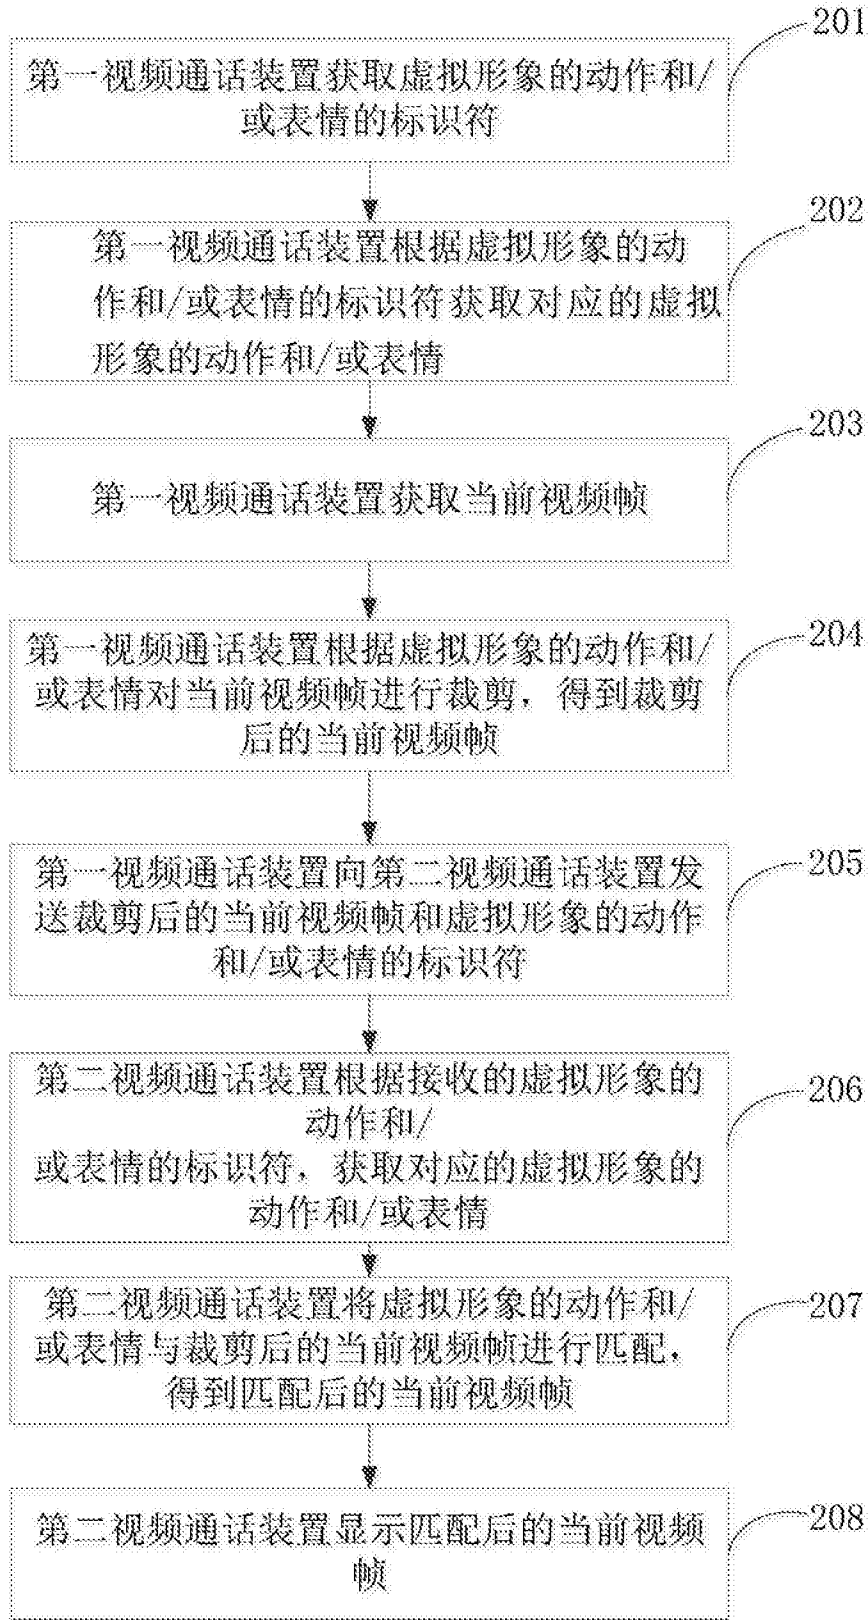 201
第一视频通话装置获取虚拟形象的动作和/
或表情的标识符
202
第一视频通话装置根据虚拟形象的动
作和/或表情的标识符获取对应的虚拟
形象的动作和/或表情
203
第一视频通话装置获取当前视频帧
204
第一视频通话装置根据虚拟形象的动作和/
或表情对当前视频帧进行裁剪，得到裁剪
后的当前视频帧
205
第一视频通话装置向第二视频通话装置发
送裁剪后的当前视频帧和虚拟形象的动作
和/或表情的标识符
206
第二视频通话装置根据接收的虚拟形象的
动作和/
或表情的标识符，获取对应的虚拟形象的
动作和/或表情
207
第二视频通话装置将虚拟形象的动作和/
或表情与裁剪后的当前视频帧进行匹配，
得到匹配后的当前视频帧
208
第二视频通话装置显示匹配后的当前视频
帧